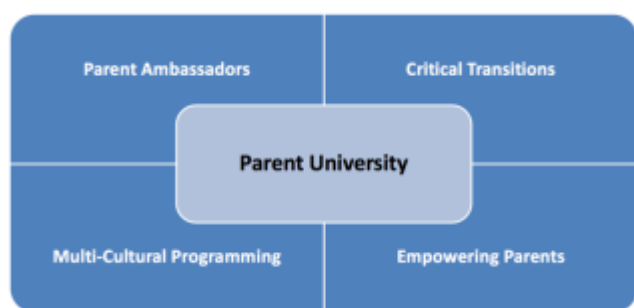 Parent Ambassadors
Critical Transitions
Parent University
Multi-Cultural Programming
Empowering Parents